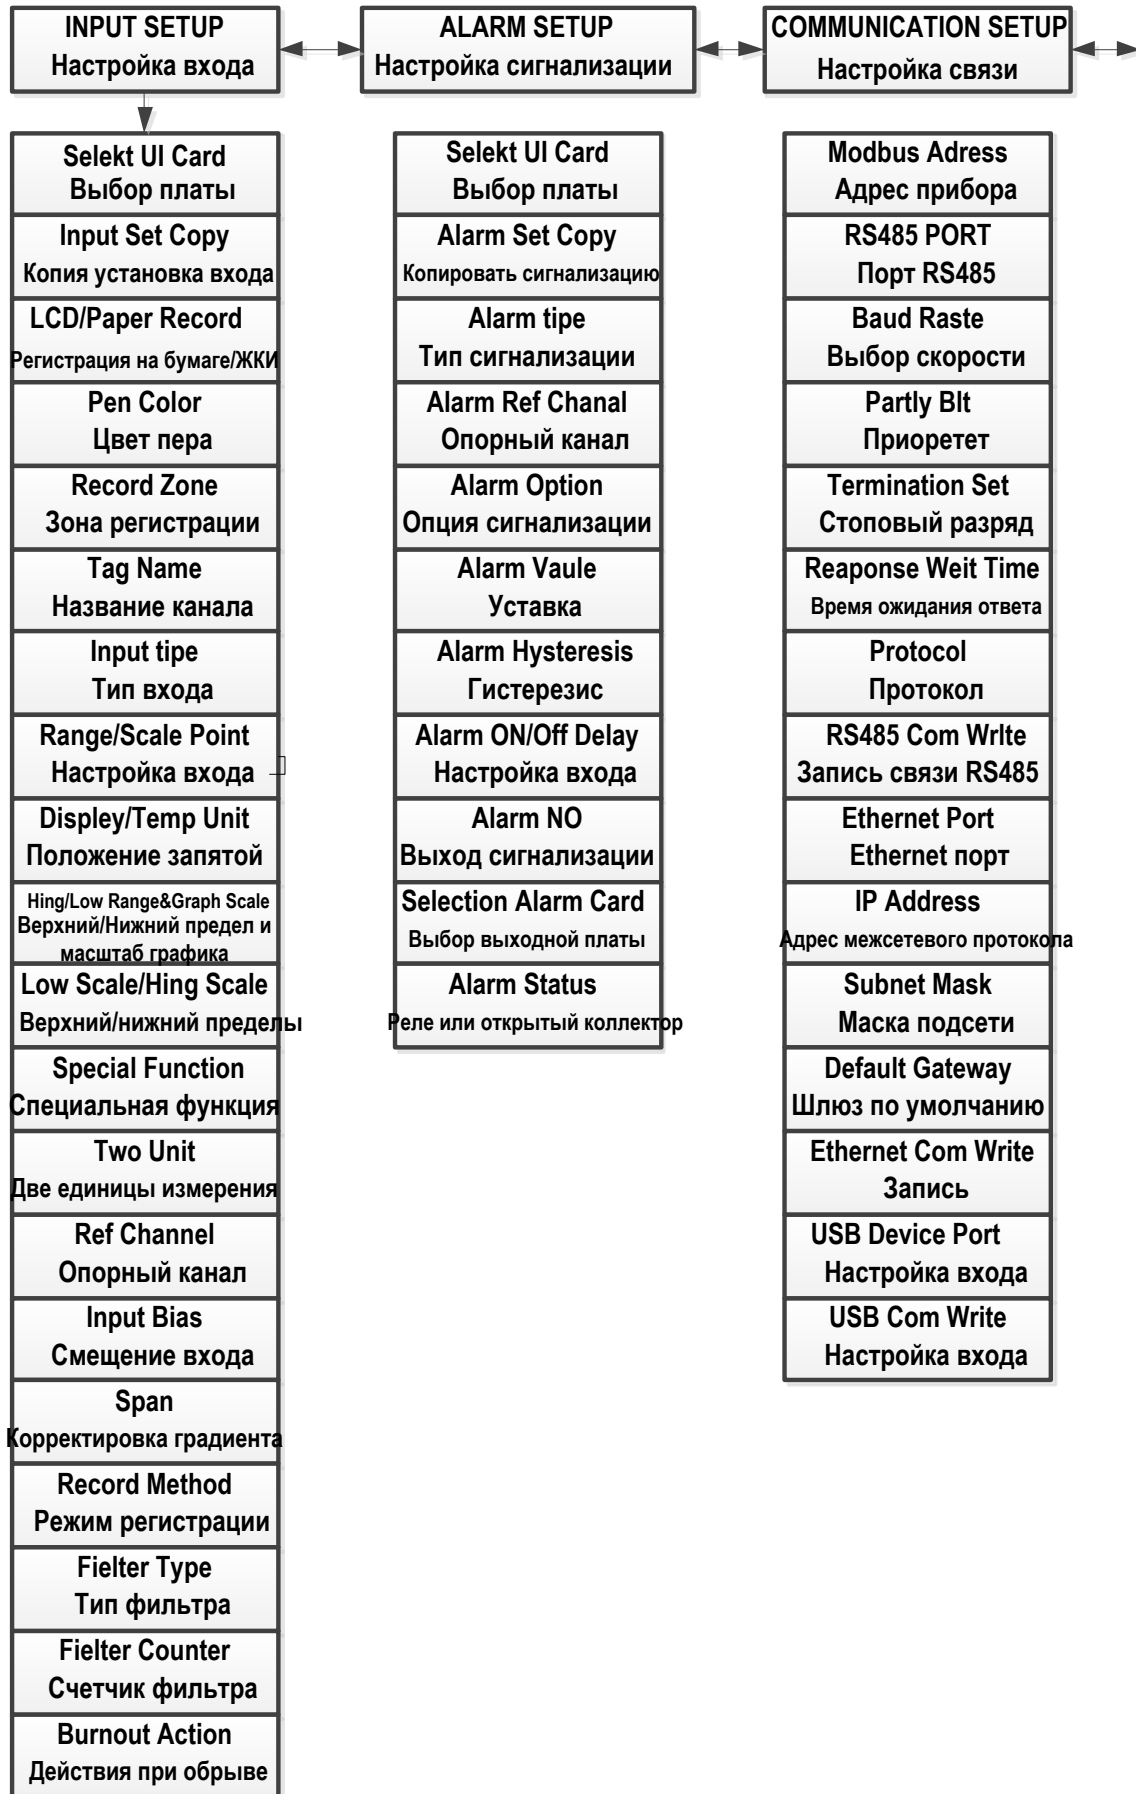 INPUT SETUP
Настройка входа
ALARM SETUP
Настройка сигнализации
COMMUNICATION SETUP
Настройка связи
Selekt UI Card
Выбор платы
Input Set Copy
Копия установка входа
LCD/Paper Record
Регистрация на бумаге/ЖКИ
Pen Color
Цвет пера
Record Zone
Зона регистрации
Tag Name
Название канала
Input tipe
Тип входа
Range/Scale Point
Настройка входа
Displey/Temp Unit
Положение запятой
Hing/Low Range&Graph Scale
Верхний/Нижний предел и
масштаб графика
Low Scale/Hing Scale
Верхний/нижний пределы
Special Function
Специальная функция
Two Unit
Две единицы измерения
Ref Channel
Опорный канал
Input Bias
Смещение входа
Span
Корректировка градиента
Record Method
Режим регистрации
Fielter Type
Тип фильтра
Fielter Counter
Счетчик фильтра
Burnout Action
Действия при обрыве
Selekt UI Card
Выбор платы
Alarm Set Copy
Копировать сигнализацию
Alarm tipe
Тип сигнализации
Alarm Ref Chanal
Опорный канал
Alarm Option
Опция сигнализации
Alarm Vaule
Уставка
Alarm Hysteresis
Гистерезис
Alarm ON/Off Delay
Настройка входа
Alarm NO
Выход сигнализации
Selection Alarm Card
Выбор выходной платы
Alarm Status
Реле или открытый коллектор
Modbus Adress
Адрес прибора
RS485 PORT
Порт RS485
Baud Raste
Выбор скорости
Partly Blt
Приоретет
Termination Set
Стоповый разряд
Reaponse Weit Time
Время ожидания ответа
Protocol
Протокол
RS485 Com Wrlte
Запись связи RS485
Ethernet Port
Ethernet порт
IP Address
Адрес межсетевого протокола
Subnet Mask
Маска подсети
Default Gateway
Шлюз по умолчанию
Ethernet Com Write
Запись
USB Device Port
Настройка входа
USB Com Write
Настройка входа